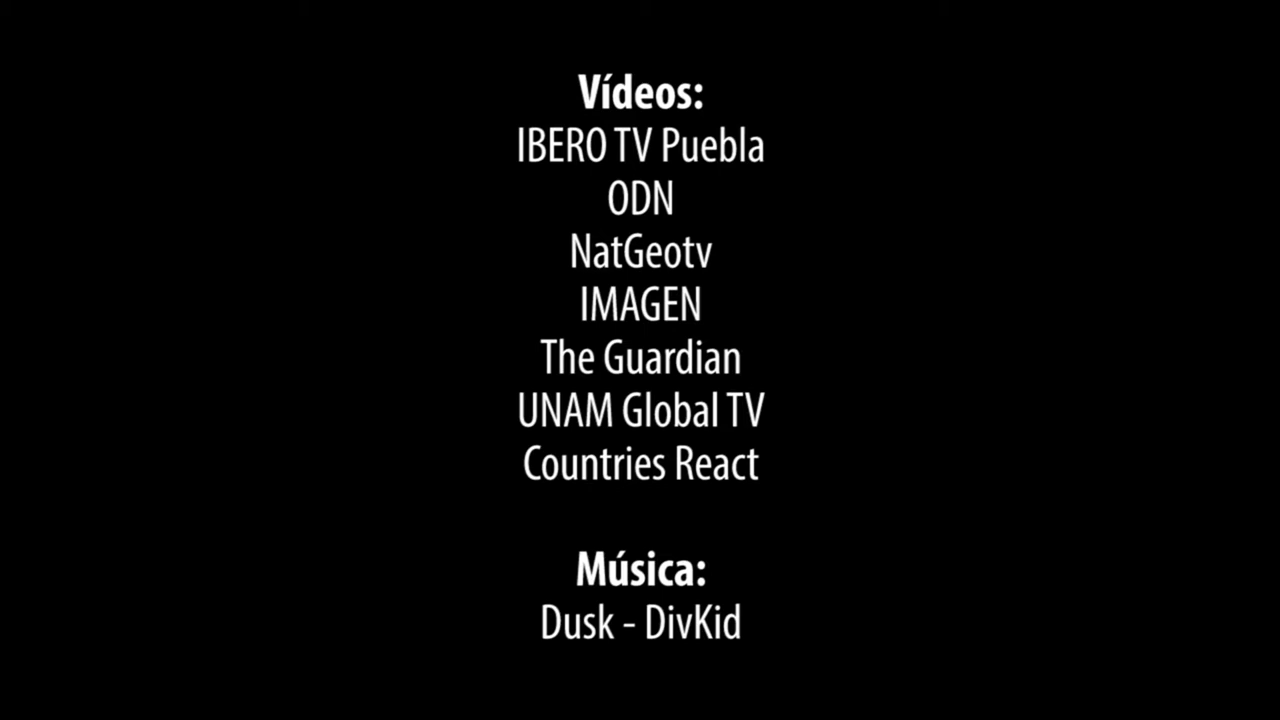 Vídeos:
IBERO TV Puebla
ODN
NatGeotv
IMAGEN
The Guardian
UNAM Global TV
Countries React
Música:
Dusk - DivKid